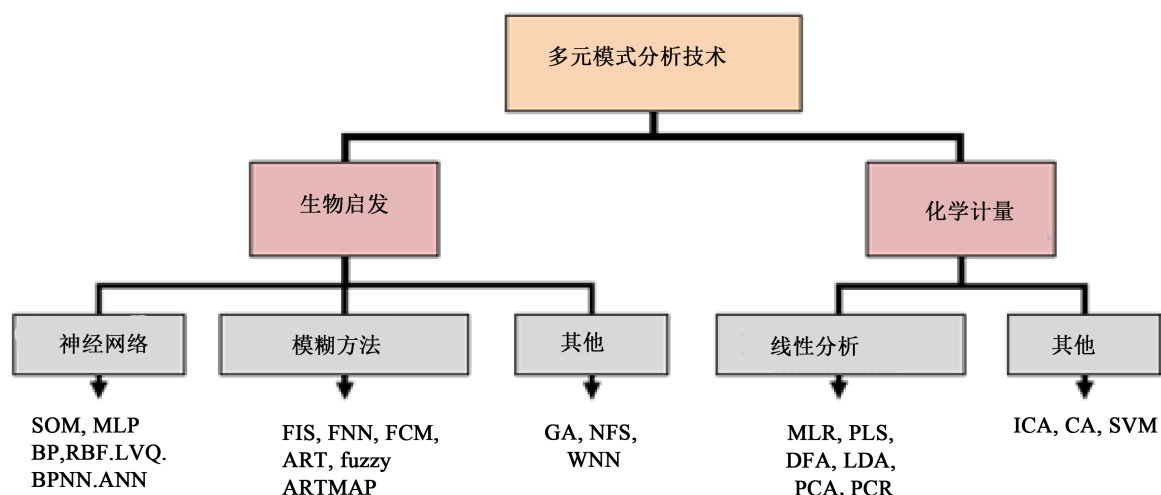 多元模式分析技术
生物启发
化学计量
神经网络
模糊方法
其他
线性分析
其他
SOM, MLP
BP,RBF.LVQ.
BPNN.ANN
FIS, FNN, FCM,
ART, fuzzy
ARTMAP
GA, NFS,
WNN
MLR, PLS,
DFA, LDA,
PCA, PCR
ICA, CA, SVM